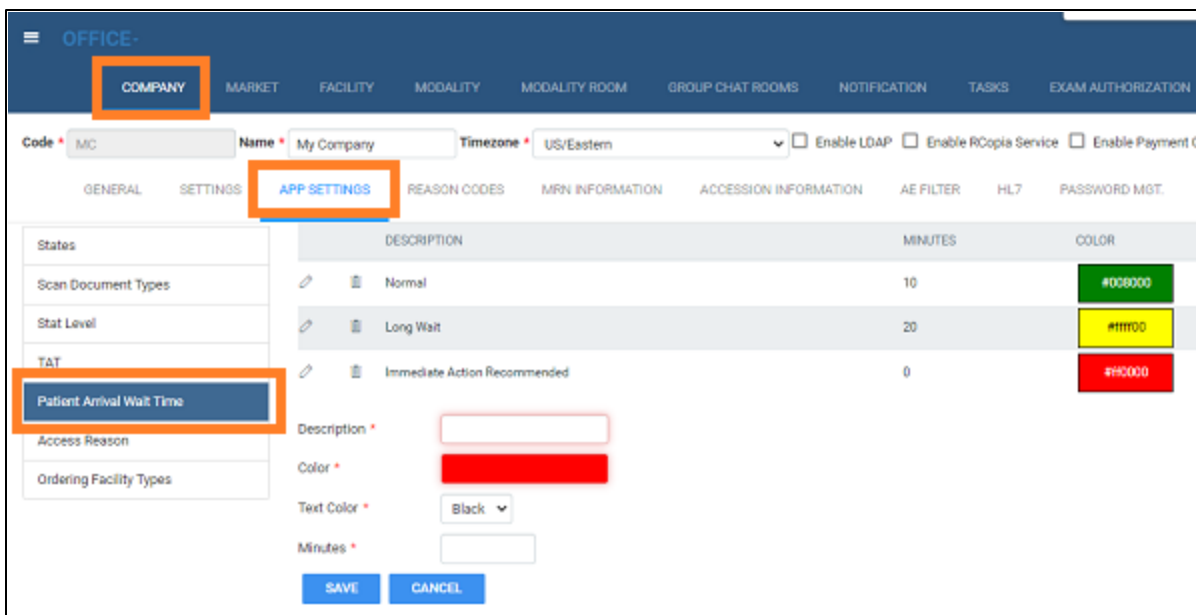 OFFICE-
COMPANY MARKET FACILITY MODALITY MODALITY ROOM GROUP CHAT ROOMS NOTIFICATION TASKS EXAM AUTHORIZATION
Code * MC Name * My Company Timezone * US/Eastern Enable LDAP Enable RCopia Service Enable Payment
GENERAL SETTINGS APP SETTINGS REASON CODES MRN INFORMATION ACCESSION INFORMATION AE FILTER HL7 PASSWORD MGT.
States
DESCRIPTION MINUTES COLOR
Scan Document Types
Normal 10 #008000
Stat Level
Long Wait 20 #ffff00
TAT
Immediate Action Recommended 0 #ff0000
Patient Arrival Wait Time
Access Reason
Ordering Facility Types
Description *
Color *
Text Color * Black
Minutes *
SAVE CANCEL